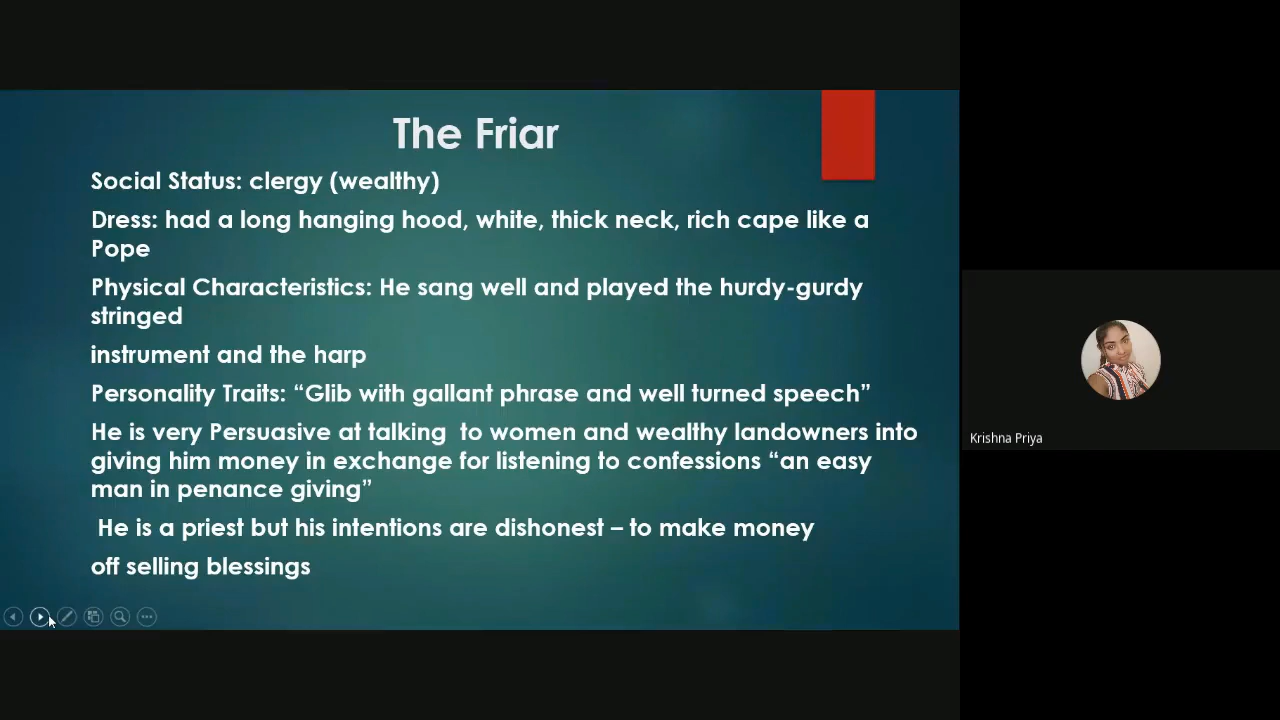 The Friar
Social Status: clergy (wealthy)
Dress: had a long hanging hood, white, thick neck, rich cape like a
Pope
Physical Characteristics: He sang well and played the hurdy-gurdy
stringed
instrument and the harp
Personality Traits: “Glib with gallant phrase and well turned speech”
He is very Persuasive at talking  to women and wealthy landowners into
giving him money in exchange for listening to confessions “an easy
man in penance giving”
He is a priest but his intentions are dishonest – to make money
off selling blessings
Krishna Priya